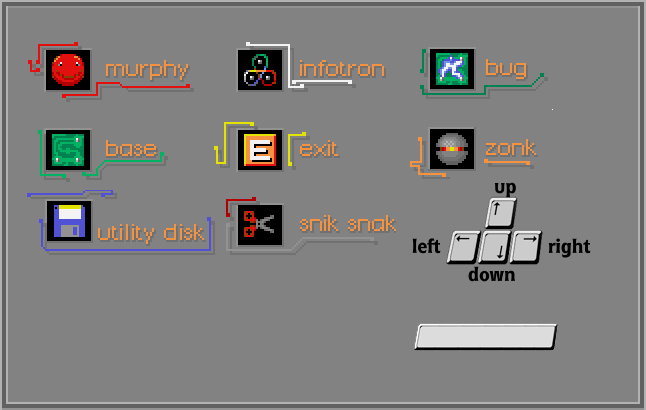 murphy
infotron
bug
base
E
exit
zonk
utility disk
snik snak
up
left
right
down